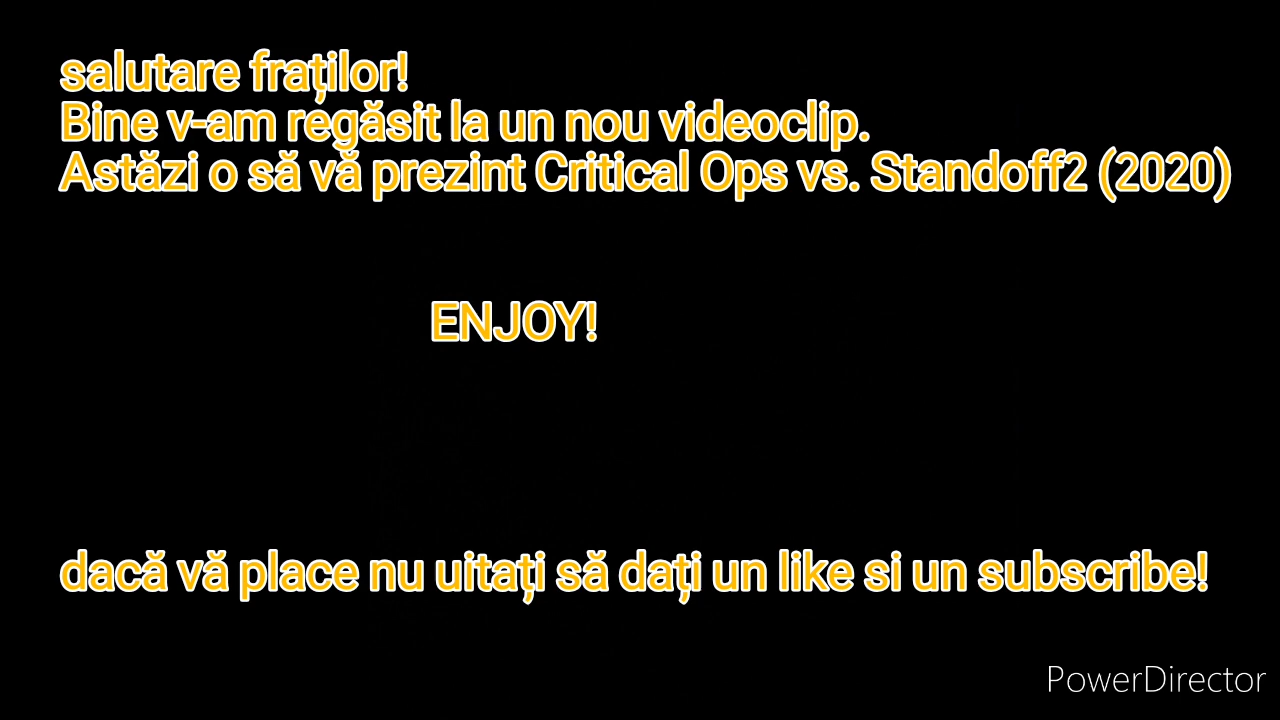 salutare fraților!
Bine v-am regăsit la un nou videoclip.
Astăzi o să vă prezint Critical Ops vs. Standoff2 (2020)
ENJOY!
dacă vă place nu uitați să dați un like si un subscribe!
PowerDirector